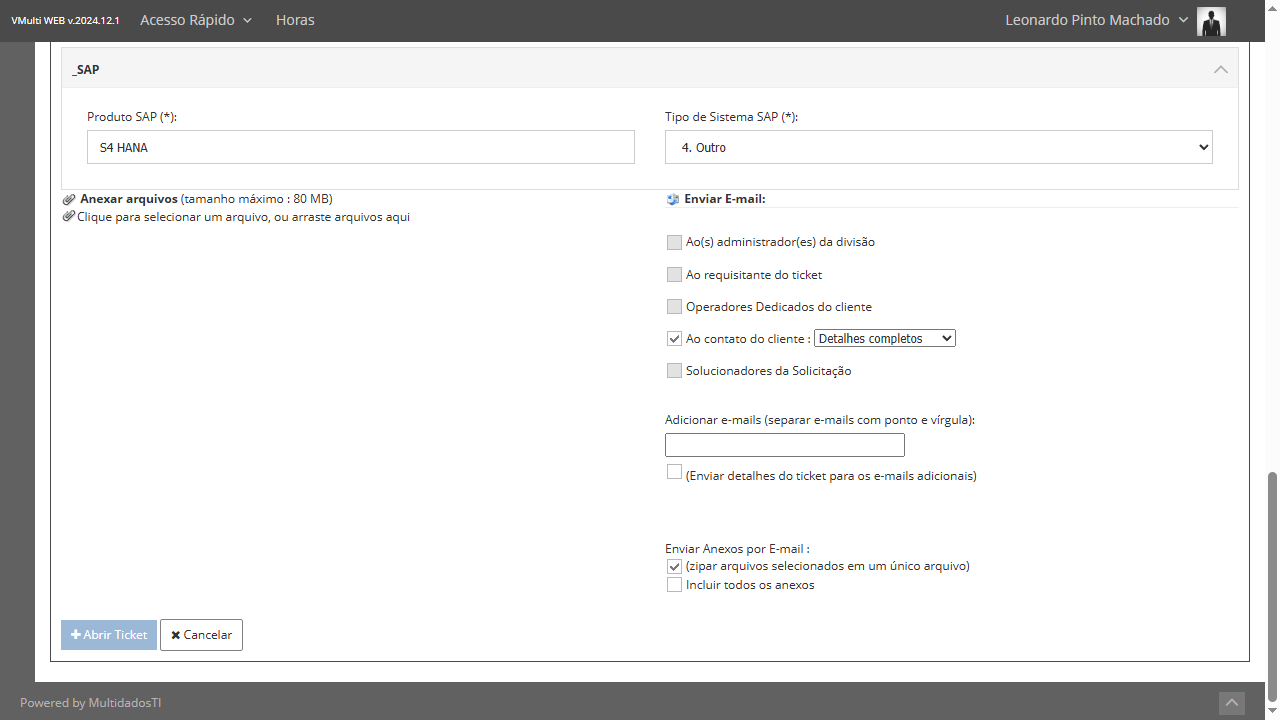 VMulti WEB v.2024.12.1 Acesso Rápido Horas Leonardo Pinto Machado
_SAP
Produto SAP (*): Tipo de Sistema SAP (*):
S4 HANA 4. Outro
Anexar arquivos (tamanho máximo : 80 MB) Enviar E-mail:
Clique para selecionar um arquivo, ou arraste arquivos aqui
Ao(s) administrador(es) da divisão
Ao requisitante do ticket
Operadores Dedicados do cliente
Ao contato do cliente : Detalhes completos
Solucionadores da Solicitação
Adicionar e-mails (separar e-mails com ponto e vírgula):
(Enviar detalhes do ticket para os e-mails adicionais)
Enviar Anexos por E-mail :
(zipar arquivos selecionados em um único arquivo)
Incluir todos os anexos
Abrir Ticket Cancelar
Powered by MultidadosTI